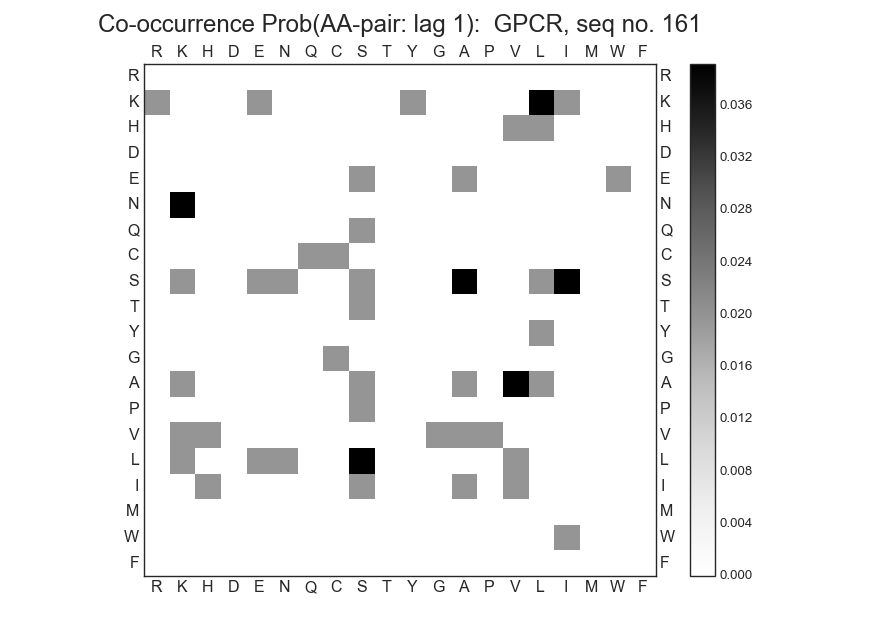 Co-occurrence Prob(AA-pair: lag 1):  GPCR, seq no. 161
R K H D E N Q C S T Y G A P V L I M W F
R R
K K
0.036
H H
0.032
D D
E E
0.028
N N
Q Q
0.024
C C
S S
0.020
T T
Y Y
0.016
G G
A A
0.012
P P
V V
0.008
L L
I I
0.004
M M
W W
F F
0.000
R K H D E N Q C S T Y G A P V L I M W F